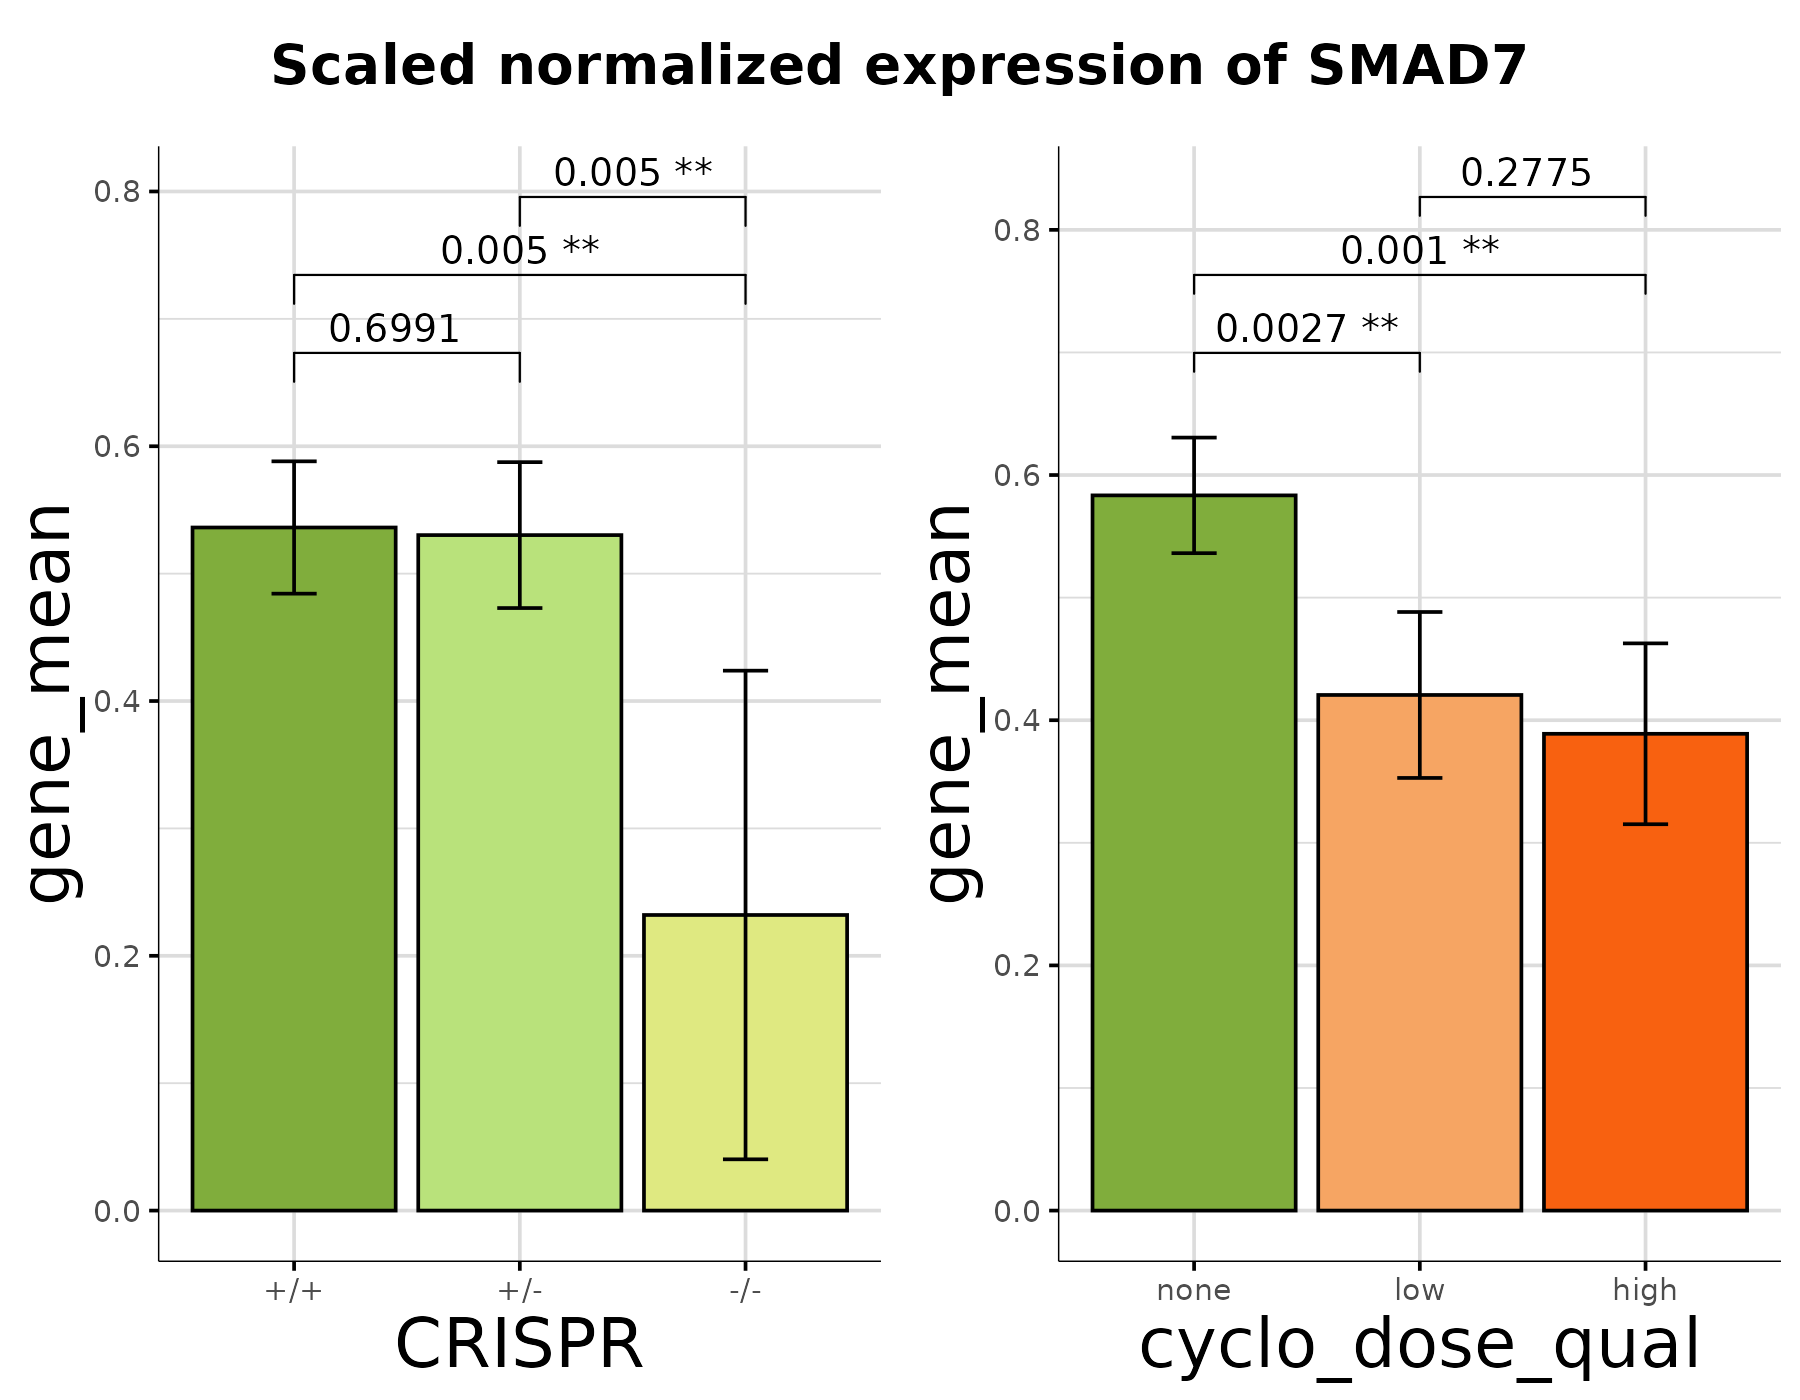 Scaled normalized expression of SMAD7
gene_mean
0.8
0.6
0.4
0.2
0.0
0.005 **
0.005 **
0.6991
+/+
+/-
-/-
CRISPR
gene_mean
0.8
0.6
0.4
0.2
0.0
0.2775
0.001 **
0.0027 **
none
low
high
cyclo_dose_qual